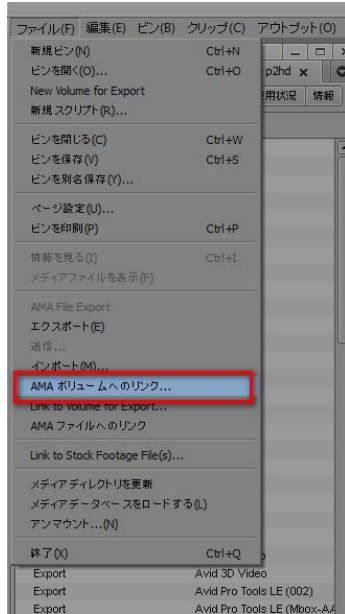 ファイル(F) 編集(E) ビン(B) クリップ(C) アウトプット(O)
新規ビン(N) Ctrl+N
ビンを開く(O)... Ctrl+O
p2hd x
New Volume for Export
用状況 情報
新規スクリプト(R)...
ビンを閉じる(C) Ctrl+W
ビンを保存(V) Ctrl+S
ビンを別名保存(Y)...
ページ設定(U)...
ビンを印刷(P) Ctrl+P
情報を見る(I) Ctrl+I
メディアファイルを表示(F)
AMA File Export
エクスポート(E)
送信...
インポート(M)...
AMA ボリュームへのリンク...
Link to Volume for Export...
AMA ファイルへのリンク
Link to Stock Footage File(s)...
メディアディレクトリを更新
メディアデータベースをロードする(L)
アンマウント...(N)
終了(X) Ctrl+Q
Export Avid 3D Video
Export Avid Pro Tools LE (002)
Export Avid Pro Tools LE (Mbox-AA